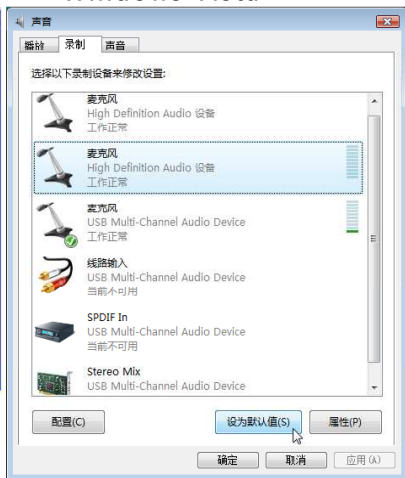 声音
播放 录制 声音
选择以下录制设备来修改设置:
麦克风
High Definition Audio 设备
工作正常
麦克风
High Definition Audio 设备
工作正常
麦克风
USB Multi-Channel Audio Device
工作正常
线路输入
USB Multi-Channel Audio Device
当前不可用
SPDIF In
USB Multi-Channel Audio Device
当前不可用
Stereo Mix
USB Multi-Channel Audio Device
配置(C) 设为默认值(S) 属性(P)
确定 取消 应用(A)